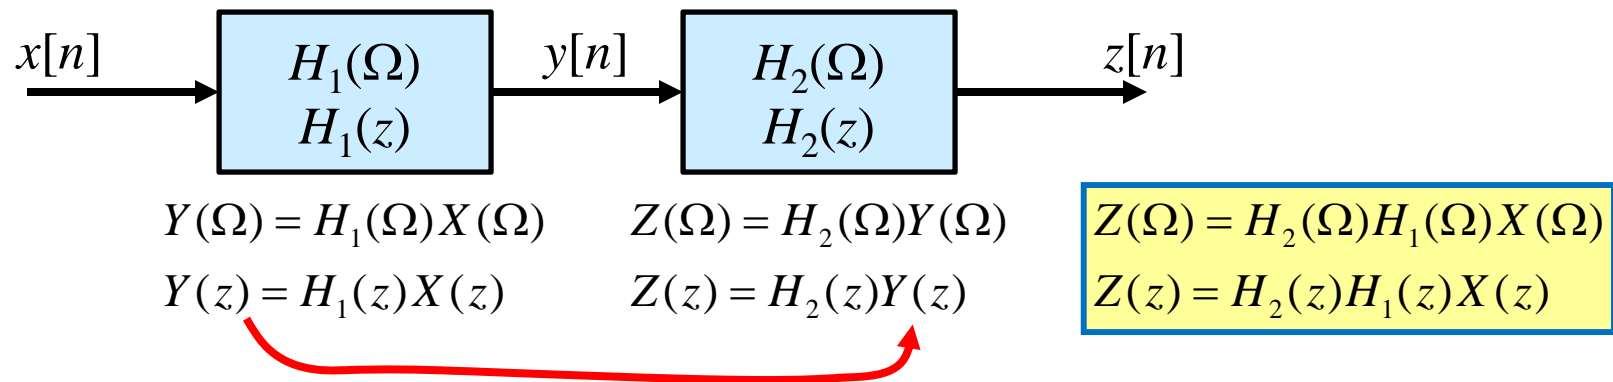 x[n]
H₁(Ω)
H₁(z)
y[n]
H₂(Ω)
H₂(z)
z[n]
Y(Ω) = H₁(Ω)X(Ω)
Y(z) = H₁(z)X(z)
Z(Ω) = H₂(Ω)Y(Ω)
Z(z) = H₂(z)Y(z)
Z(Ω) = H₂(Ω)H₁(Ω)X(Ω)
Z(z) = H₂(z)H₁(z)X(z)